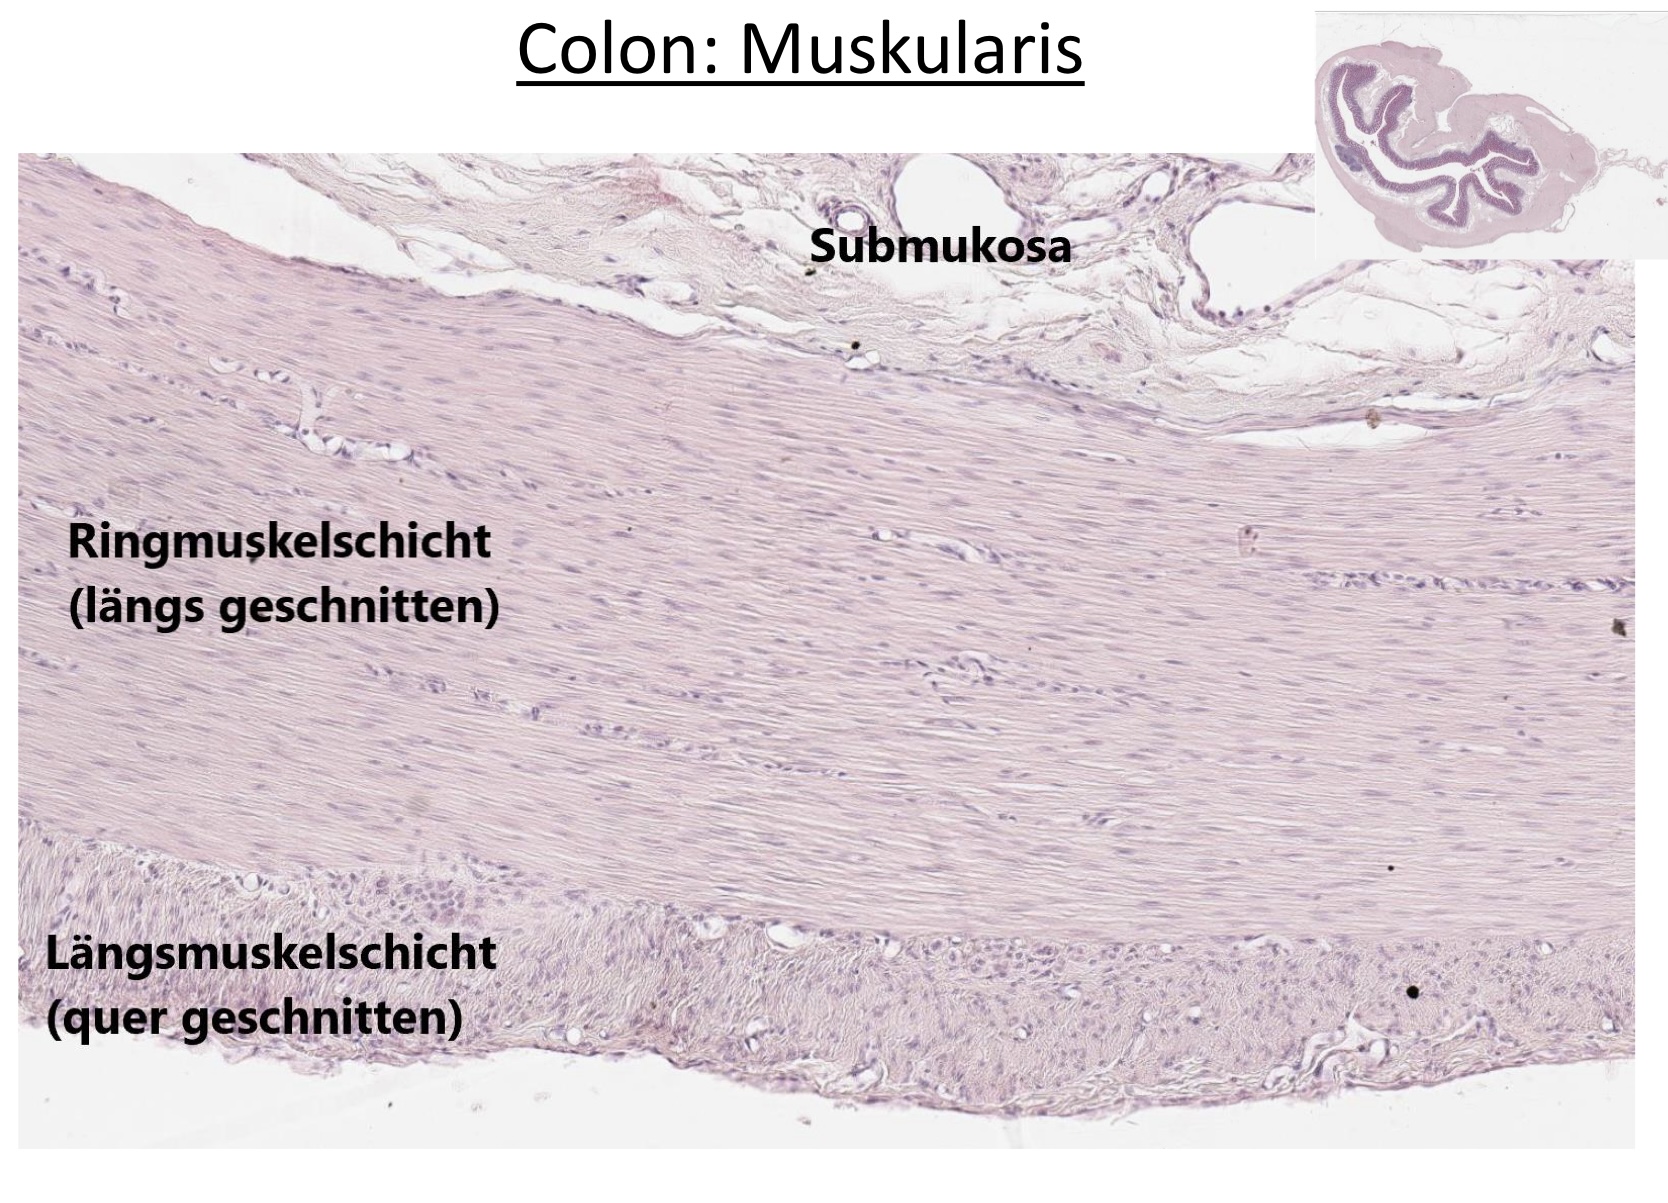 Colon: Muskularis
Submukosa
Ringmuskelschicht
(längs geschnitten)
Längsmuskelschicht
(quer geschnitten)